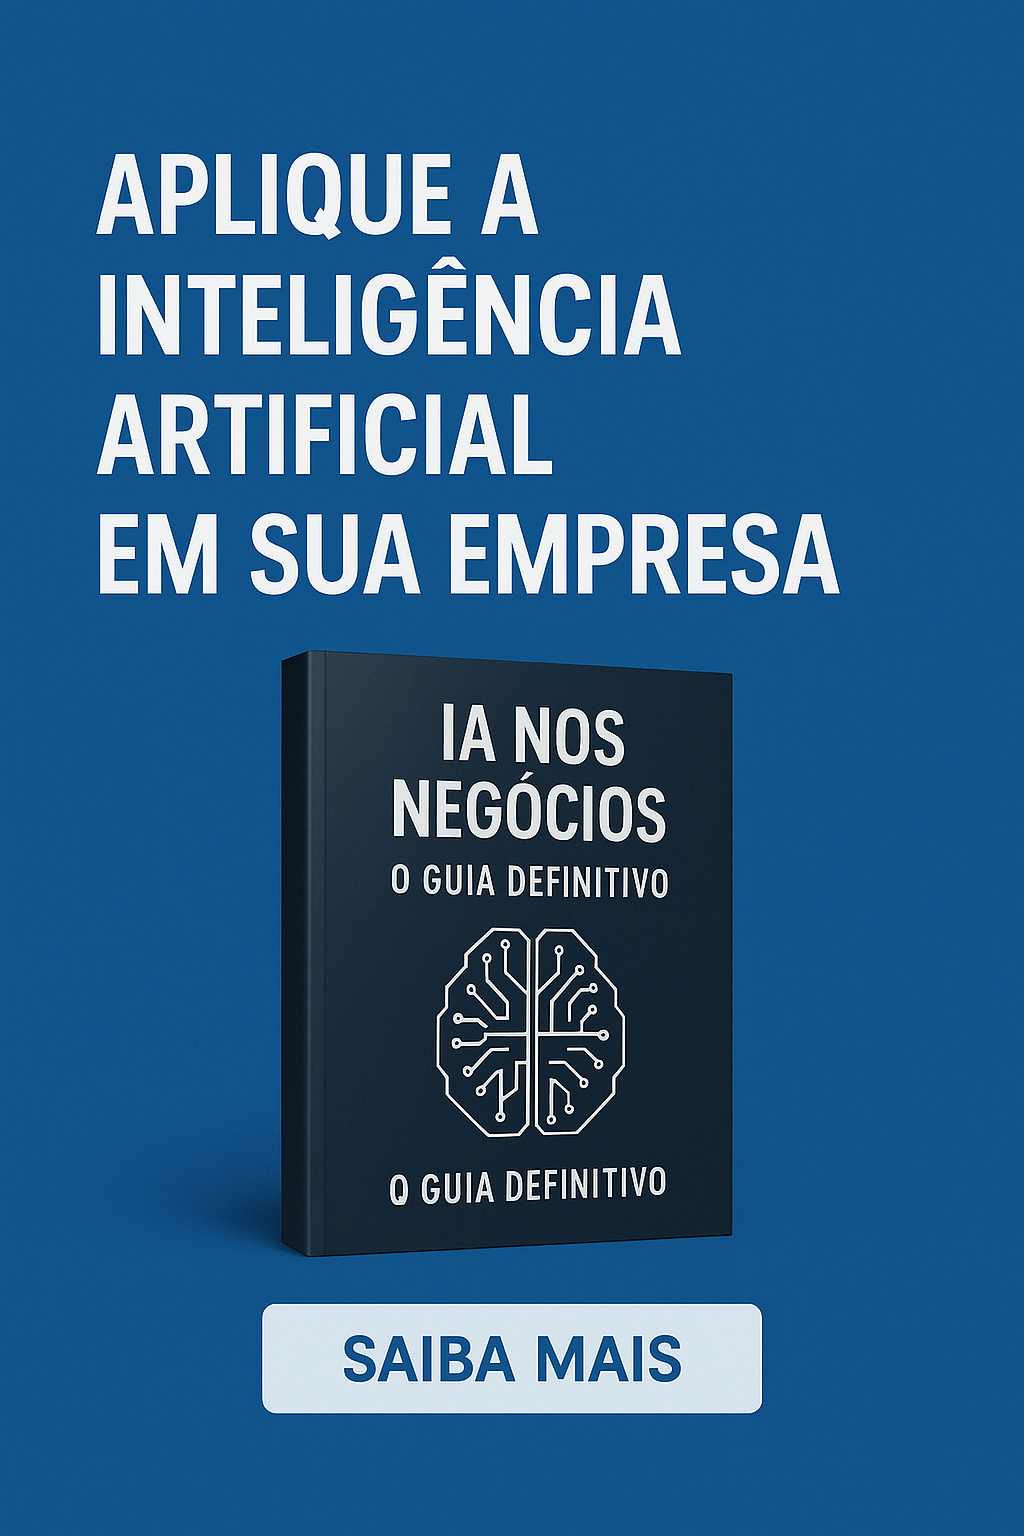 APLIQUE A
INTELIGÊNCIA
ARTIFICIAL
EM SUA EMPRESA
IA NOS
NEGÓCIOS
O GUIA DEFINITIVO
Q GUIA DEFINITIVO
SAIBA MAIS